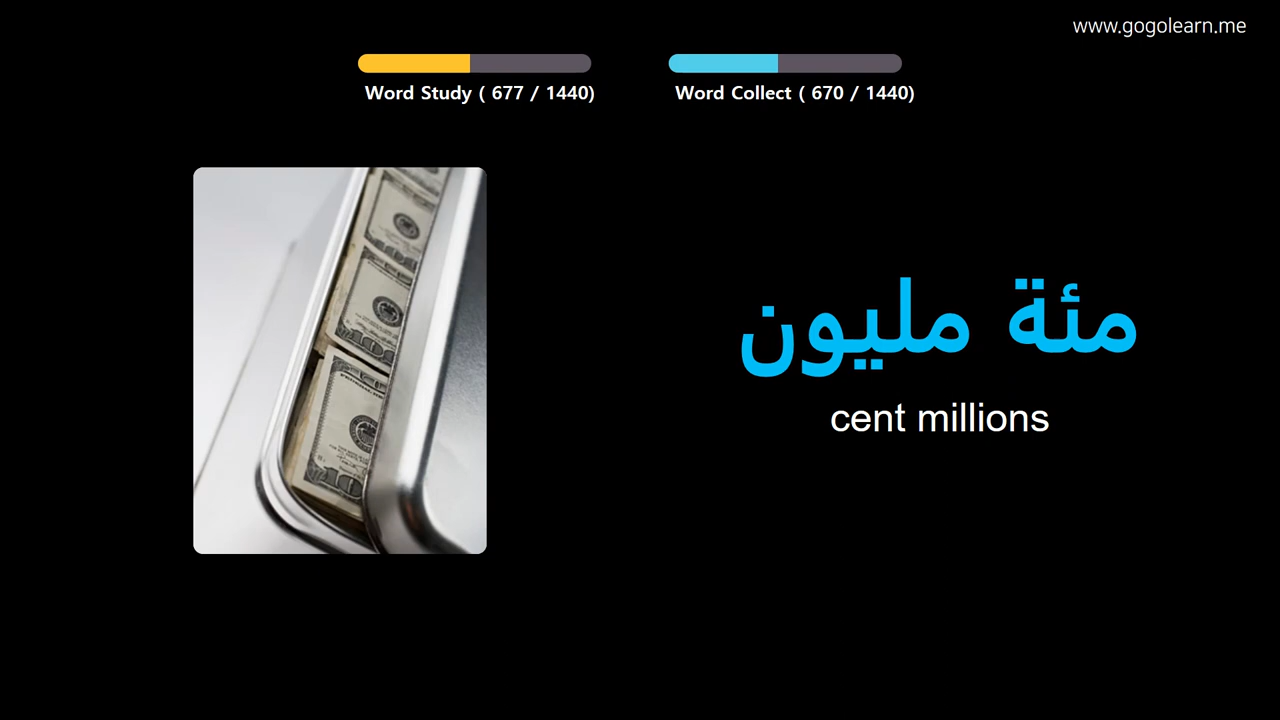 www.gogolearn.me
Word Study ( 677 / 1440)
Word Collect ( 670 / 1440)
مئة مليون
cent millions